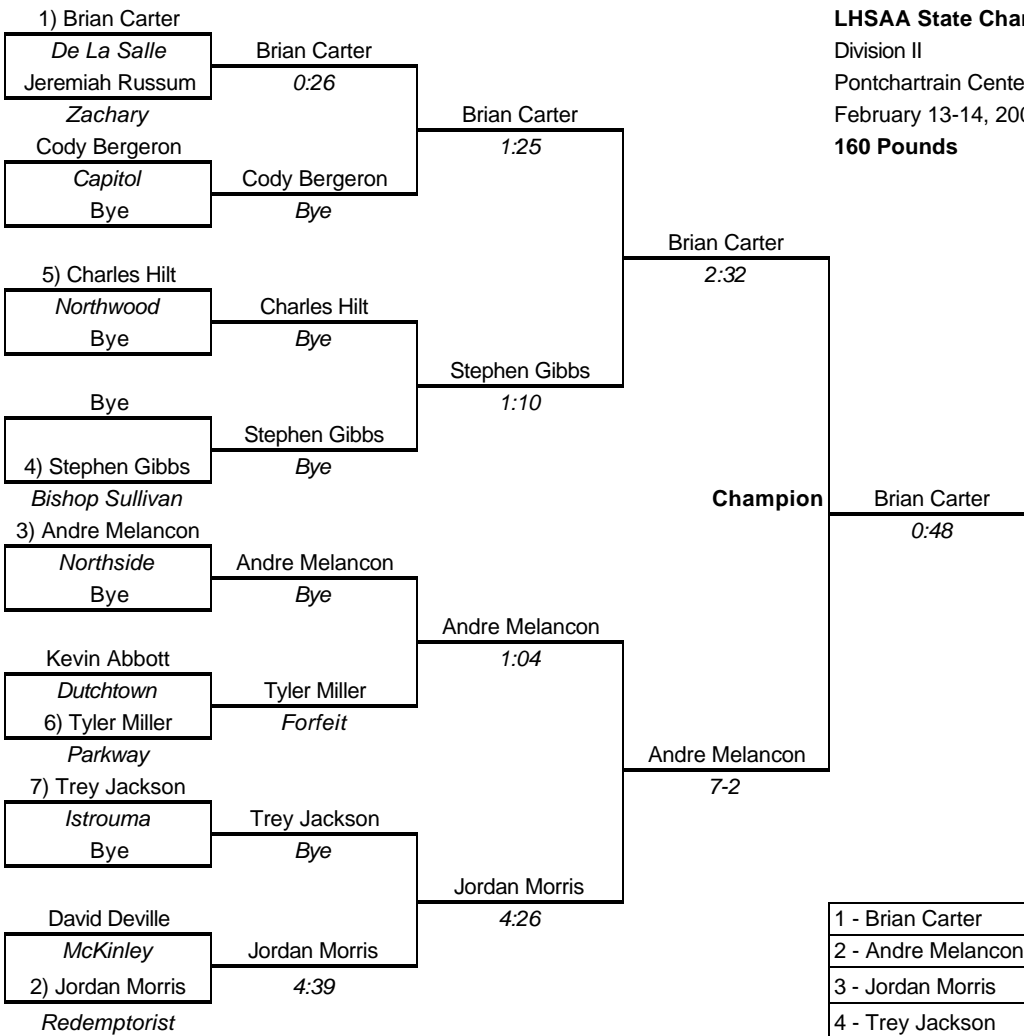 1) Brian Carter
De La Salle
Jeremiah Russum
Zachary
Cody Bergeron
Capitol
Bye
5) Charles Hilt
Northwood
Bye
Bye
4) Stephen Gibbs
Bishop Sullivan
3) Andre Melancon
Northside
Bye
Kevin Abbott
Dutchtown
6) Tyler Miller
Parkway
7) Trey Jackson
Istrouma
Bye
David Deville
McKinley
2) Jordan Morris
Redemptorist
Brian Carter
0:26
Cody Bergeron
Bye
Charles Hilt
Bye
Stephen Gibbs
Bye
Andre Melancon
Bye
Tyler Miller
Forfeit
Trey Jackson
Bye
Jordan Morris
4:39
Brian Carter
1:25
Stephen Gibbs
1:10
Andre Melancon
1:04
Jordan Morris
4:26
Brian Carter
2:32
Andre Melancon
7-2
Champion
Brian Carter
0:48
LHSAA State
Division II
Pontchartrain
February 13-14,
160 Pounds
1 - Brian Carter
2 - Andre Melancon
3 - Jordan Morris
4 - Trey Jackson